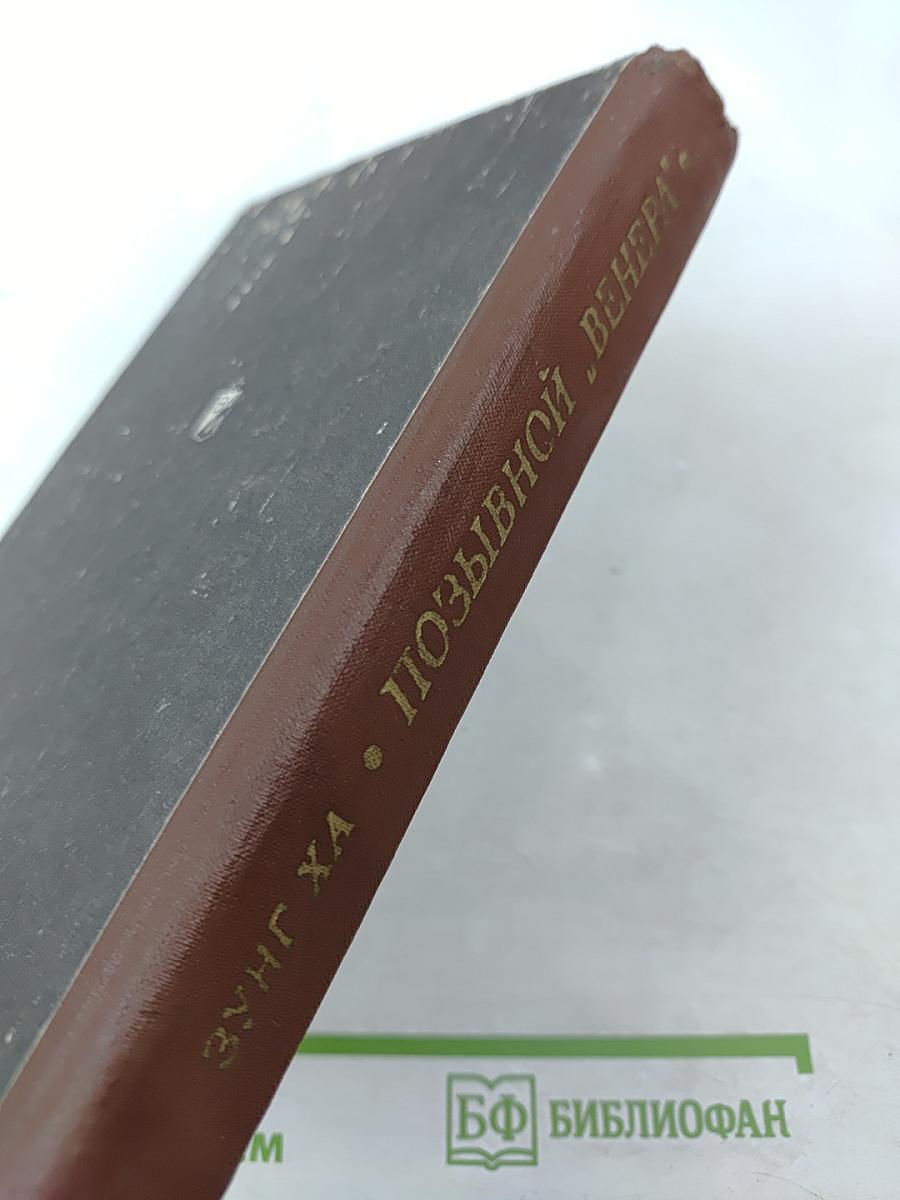 ЗУНГ ХА • ПОЗЫВНОЙ „ВЕНЕРА" •
БФ БИБЛИОФАН